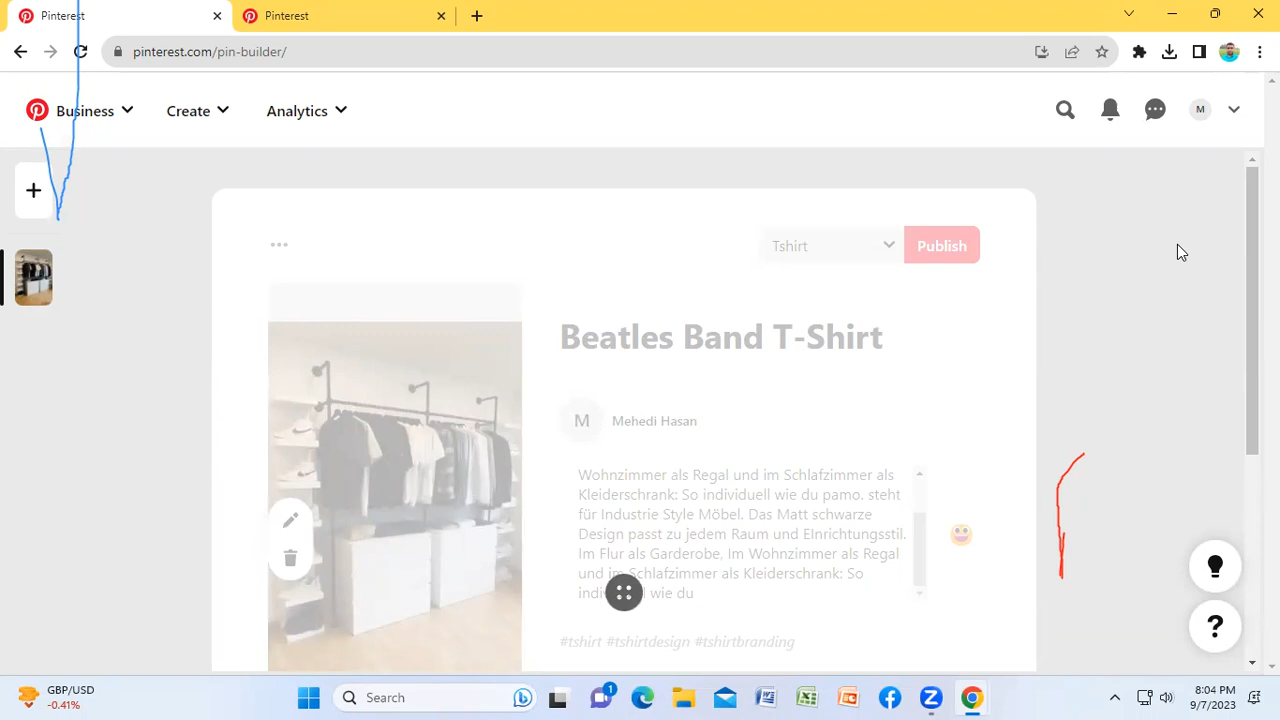 Pinterest
Pinterest
pinterest.com/pin-builder/
Business
Create
Analytics
M
Tshirt
Publish
Beatles Band T-Shirt
M
Mehedi Hasan
Wohnzimmer als Regal und im Schlafzimmer als
Kleiderschrank: So individuell wie du pamo. steht
für Industrie Style Möbel. Das Matt schwarze
Design passt zu jedem Raum und EInrichtungsstil.
Im Flur als Garderobe, Im Wohnzimmer als Regal
und im Schlafzimmer als Kleiderschrank: So
wie du
#tshirt #tshirtdesign #tshirtbranding
?
GBP/USD
-0.41%
Search
1
8:04 PM
9/7/2023